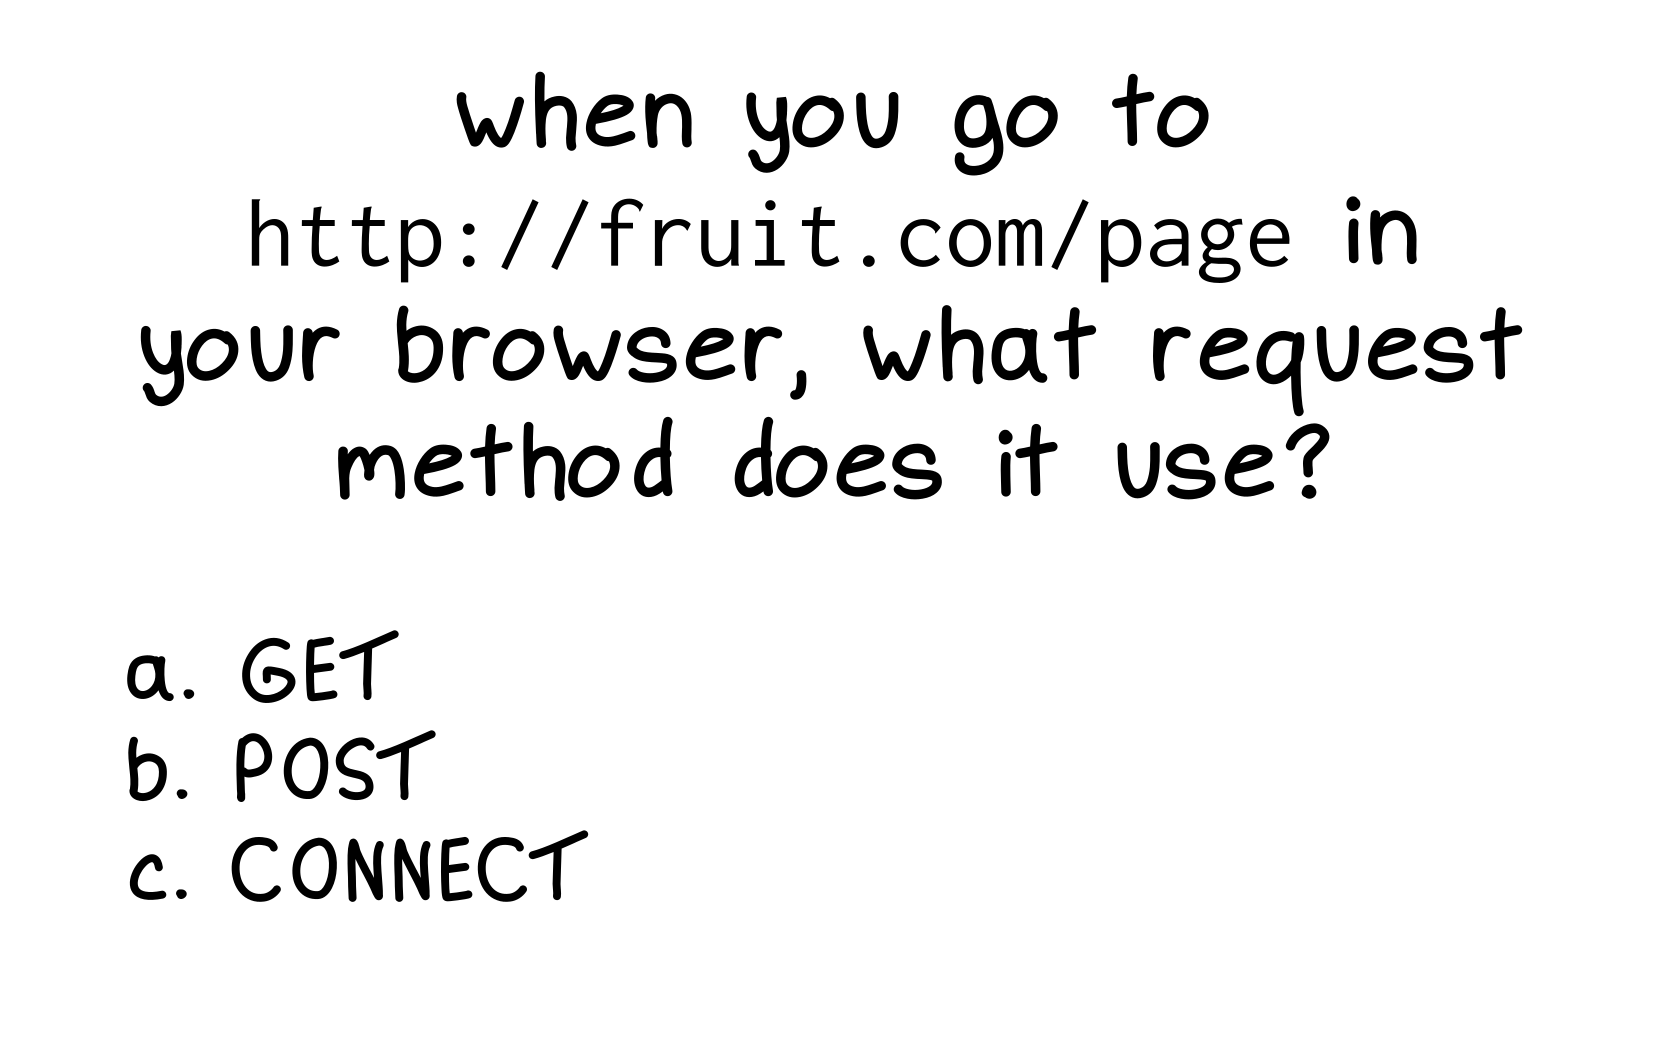 when you go to
http://fruit.com/page in
your browser, what request
method does it use?
a. GET
b. POST
c. CONNECT